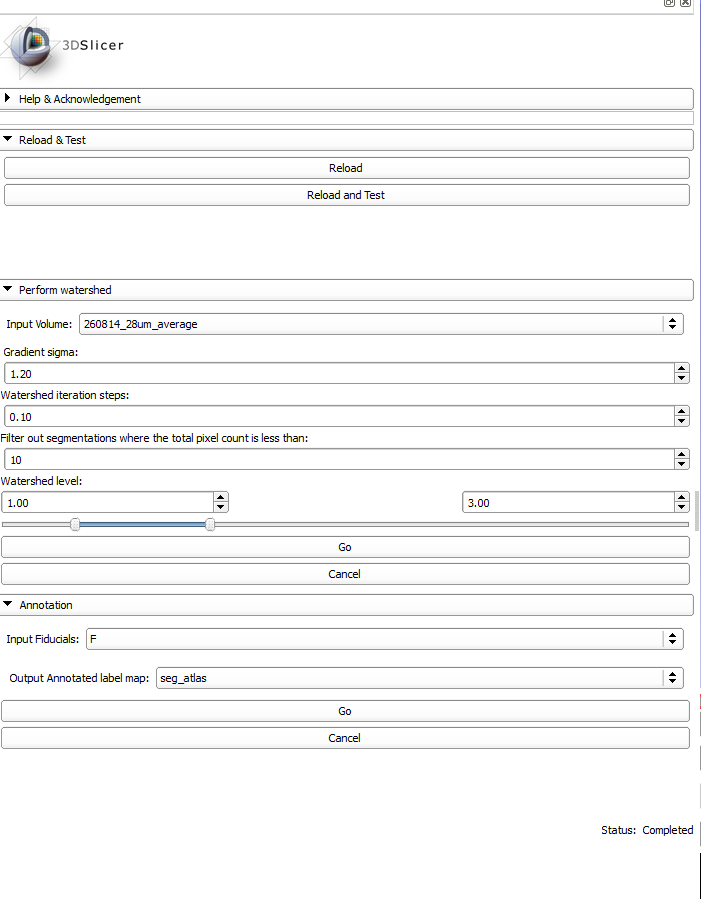 3DSlicer
Help & Acknowledgement
Reload & Test
Reload
Reload and Test
Perform watershed
Input Volume: 260814_28um_average
Gradient sigma:
1.20
Watershed iteration steps:
0.10
Filter out segmentations where the total pixel count is less than:
10
Watershed level:
1.00 3.00
Go
Cancel
Annotation
Input Fiducials: F
Output Annotated label map: seg_atlas
Go
Cancel
Status: Completed